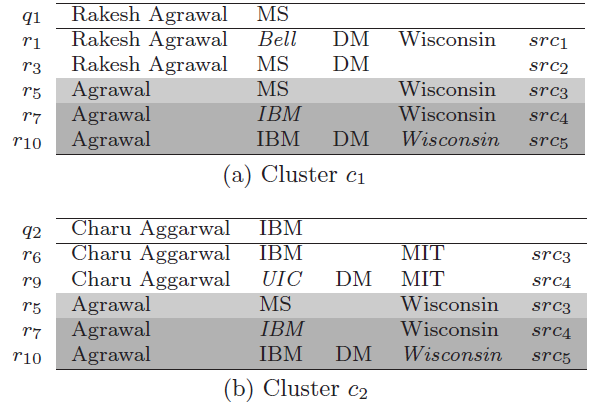 q1 Rakesh Agrawal MS
r1 Rakesh Agrawal Bell DM Wisconsin src1
r3 Rakesh Agrawal MS DM src2
r5 Agrawal MS Wisconsin src3
r7 Agrawal IBM Wisconsin src4
r10 Agrawal IBM DM Wisconsin src5
(a) Cluster c1
q2 Charu Aggarwal IBM
r6 Charu Aggarwal IBM MIT src3
r9 Charu Aggarwal UIC DM MIT src4
r5 Agrawal MS Wisconsin src3
r7 Agrawal IBM Wisconsin src4
r10 Agrawal IBM DM Wisconsin src5
(b) Cluster c2